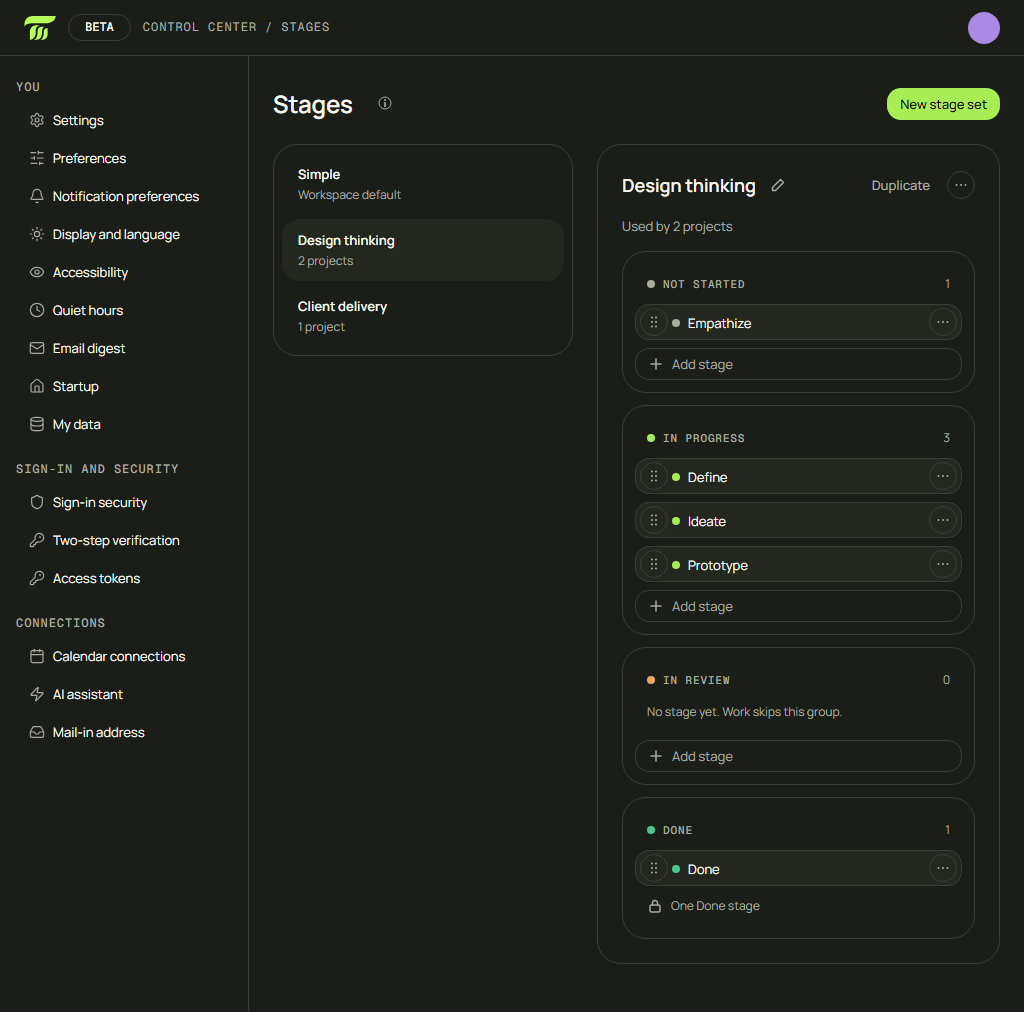 BETA
CONTROL CENTER / STAGES
YOU
Settings
Preferences
Notification preferences
Display and language
Accessibility
Quiet hours
Email digest
Startup
My data
SIGN-IN AND SECURITY
Sign-in security
Two-step verification
Access tokens
CONNECTIONS
Calendar connections
AI assistant
Mail-in address
Stages
New stage set
Simple
Workspace default
Design thinking
2 projects
Client delivery
1 project
Design thinking
Duplicate
Used by 2 projects
NOT STARTED 1
Empathize
Add stage
IN PROGRESS 3
Define
Ideate
Prototype
Add stage
IN REVIEW 0
No stage yet. Work skips this group.
Add stage
DONE 1
Done
One Done stage